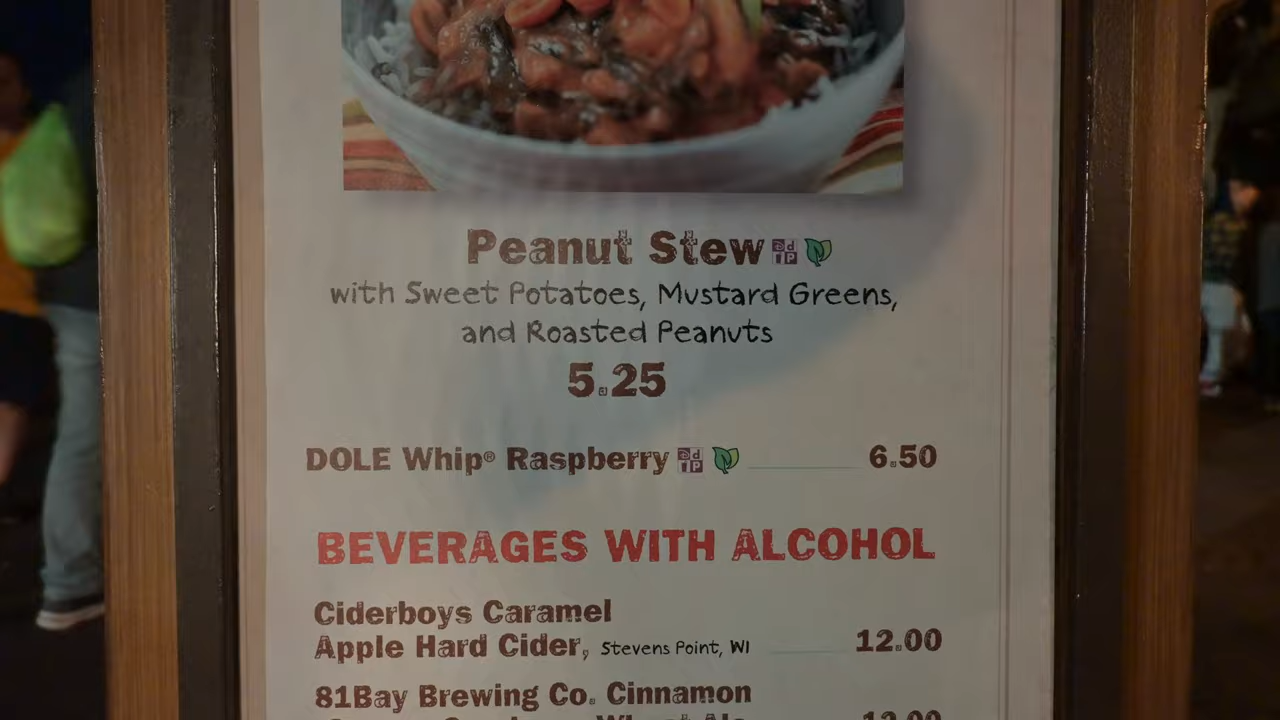 Peanut Stew
with Sweet Potatoes, Mustard Greens,
and Roasted Peanuts
5.25
DOLE Whip® Raspberry 6.50
BEVERAGES WITH ALCOHOL
Ciderboys Caramel
Apple Hard Cider, Stevens Point, WI 12.00
81Bay Brewing Co. Cinnamon